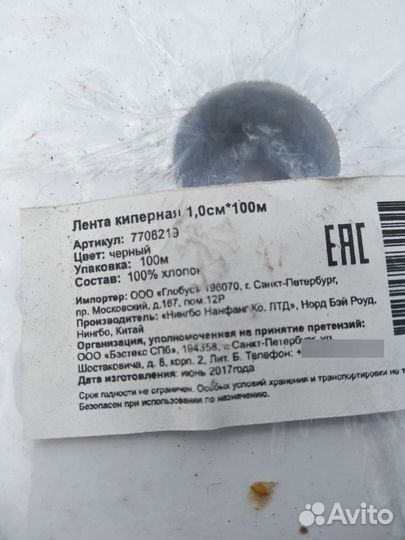 Лента киперная 1,0см*100м
EAC
Артикул: 7708219
Цвет: черный
Упаковка: 100м
Состав: 100% хлопок
Импортер: ООО «Глобус» 196070, г. Санкт-Петербург,
пр. Московский, д.167, пом.12Р
Производитель: «Нингбо Нанфанг Ко. ЛТД», Норд Бэй Роуд,
Нингбо, Китай
Организация, уполномоченная на принятие претензий:
ООО «Бэстекс СПб», 194358, г. Санкт-Петербург, ул.
Шостаковича, д. 8, корп. 2, Лит. Б. Телефон: +
Дата изготовления: июнь 2017года
Срок годности не ограничен. Особых условий хранения и транспортировки не т
Безопасен при использовании по назначению.
Avito